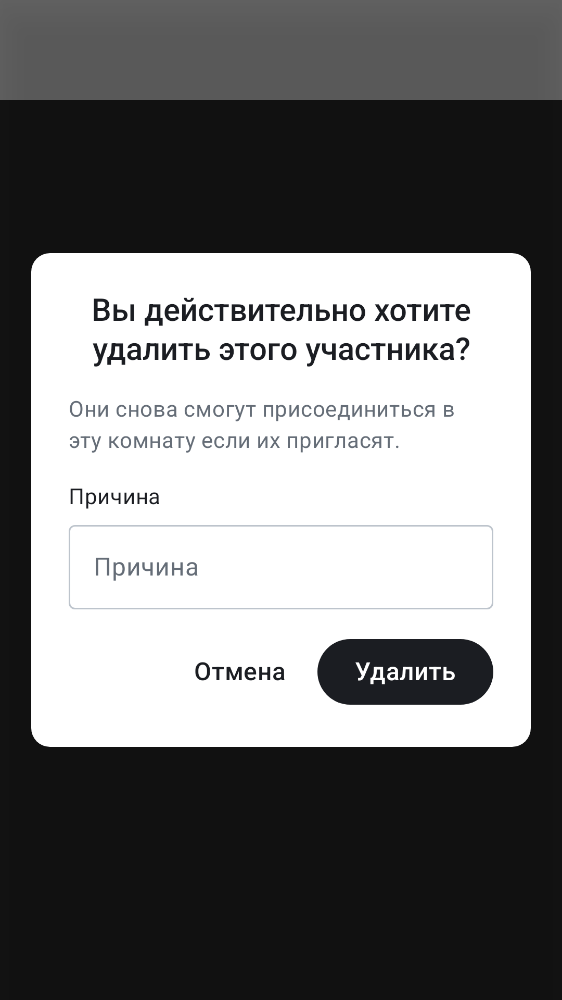 Вы действительно хотите
удалить этого участника?
Они снова смогут присоединиться в
эту комнату если их пригласят.
Причина
Причина
Отмена
Удалить